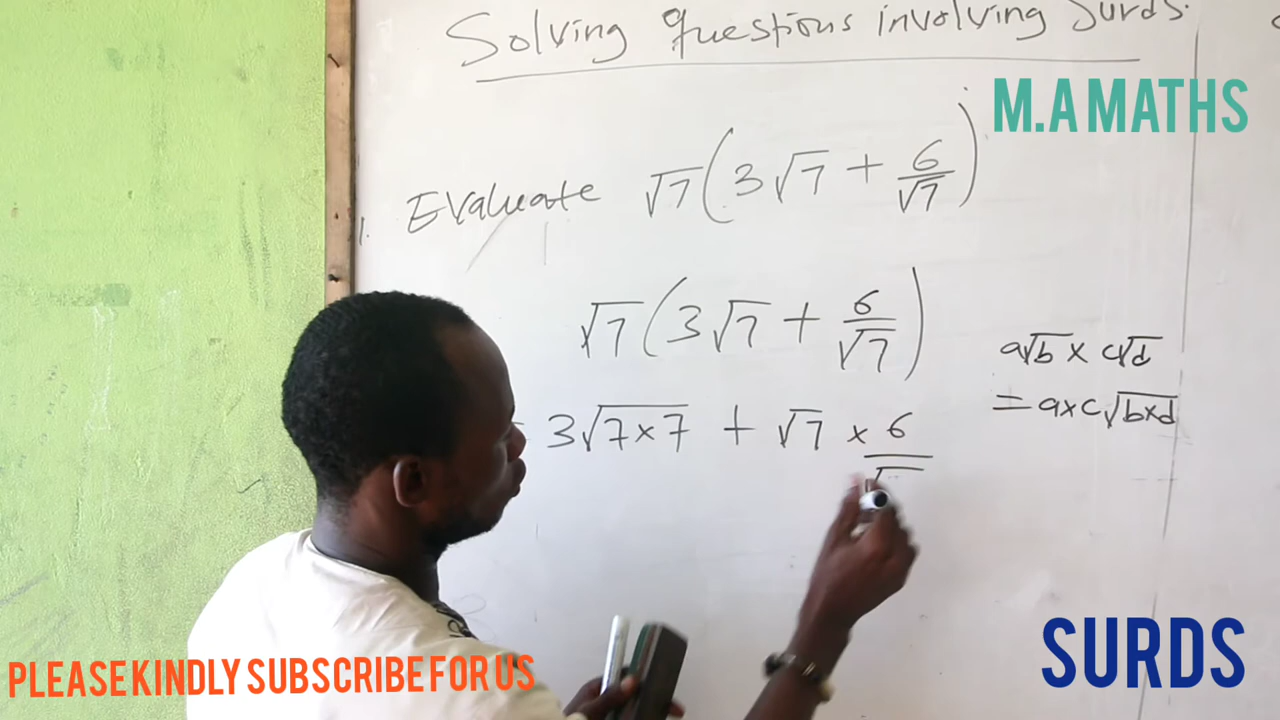 Solving Questions involving Surds.
M.A MATHS
1. Evaluate √7(3√7 + 6/√7)
√7(3√7 + 6/√7)
a√b × c√d
= a×c√b×d
3√7×7 + √7 × 6/√
SURDS
PLEASE KINDLY SUBSCRIBE FOR US